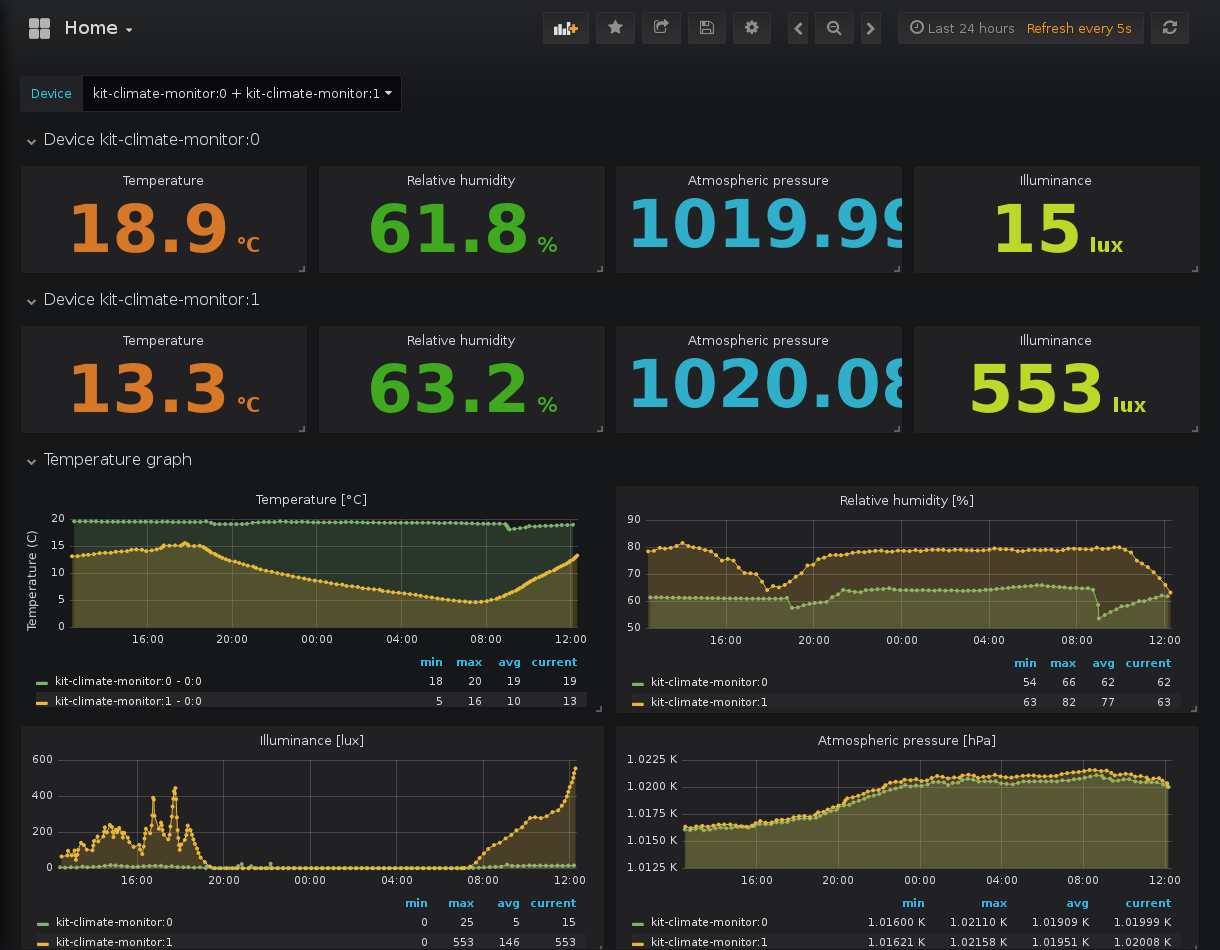 Home
Last 24 hours Refresh every 5s
Device kit-climate-monitor:0 + kit-climate-monitor:1
Device kit-climate-monitor:0
Temperature Relative humidity Atmospheric pressure Illuminance
18.9 °C 61.8 % 1019.99 15 lux
Device kit-climate-monitor:1
Temperature Relative humidity Atmospheric pressure Illuminance
13.3 °C 63.2 % 1020.08 553 lux
Temperature graph
Temperature [°C]
Temperature (C)
20
15
10
5
0
16:00 20:00 00:00 04:00 08:00 12:00
min max avg current
kit-climate-monitor:0 - 0:0 18 20 19 19
kit-climate-monitor:1 - 0:0 5 16 10 13
Relative humidity [%]
90
80
70
60
50
16:00 20:00 00:00 04:00 08:00 12:00
min max avg current
kit-climate-monitor:0 54 66 62 62
kit-climate-monitor:1 63 82 77 63
Illuminance [lux]
600
400
200
0
16:00 20:00 00:00 04:00 08:00 12:00
min max avg current
kit-climate-monitor:0 0 25 5 15
kit-climate-monitor:1 0 553 146 553
Atmospheric pressure [hPa]
1.0225 K
1.0200 K
1.0175 K
1.0150 K
1.0125 K
16:00 20:00 00:00 04:00 08:00 12:00
min max avg current
kit-climate-monitor:0 1.01600 K 1.02110 K 1.01909 K 1.01999 K
kit-climate-monitor:1 1.01621 K 1.02158 K 1.01951 K 1.02008 K